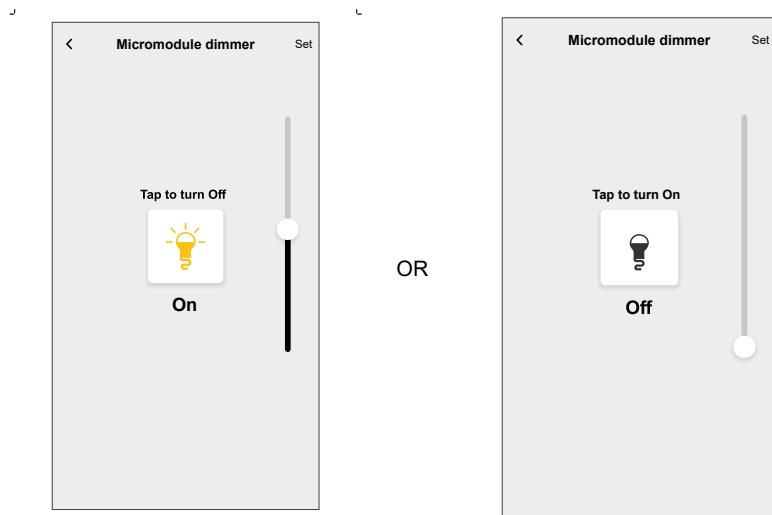 Micromodule dimmer Set
Tap to turn Off
On
OR
Micromodule dimmer Set
Tap to turn On
Off